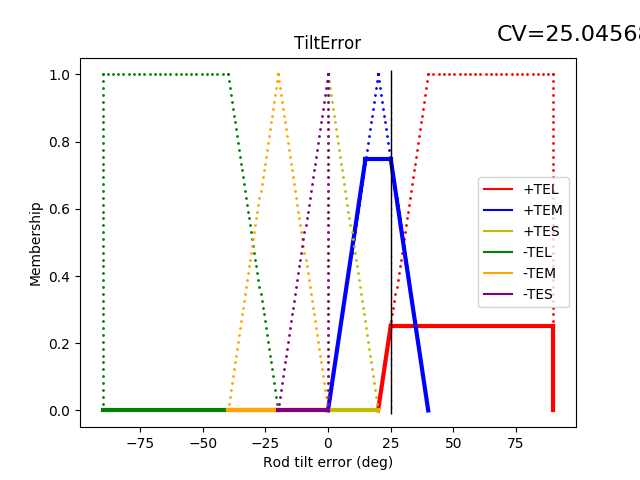 CV=25.04568
TiltError
Membership
1.0
0.8
0.6
0.4
0.2
0.0
+TEL
+TEM
+TES
-TEL
-TEM
-TES
−75
−50
−25
0
25
50
75
Rod tilt error (deg)